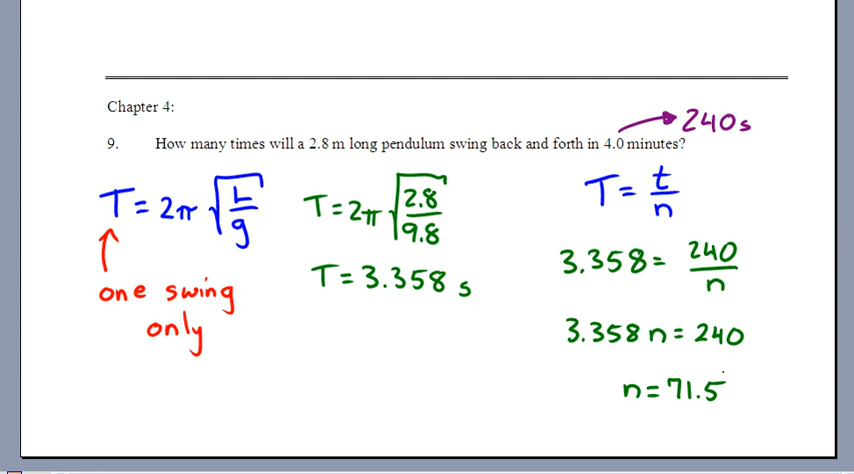 Chapter 4:
9. How many times will a 2.8 m long pendulum swing back and forth in 4.0 minutes?
240 s
T = 2π √(L/g)
one swing
only
T = 2π √(2.8/9.8)
T = 3.358 s
T = t/n
3.358 = 240/n
3.358 n = 240
n = 71.5